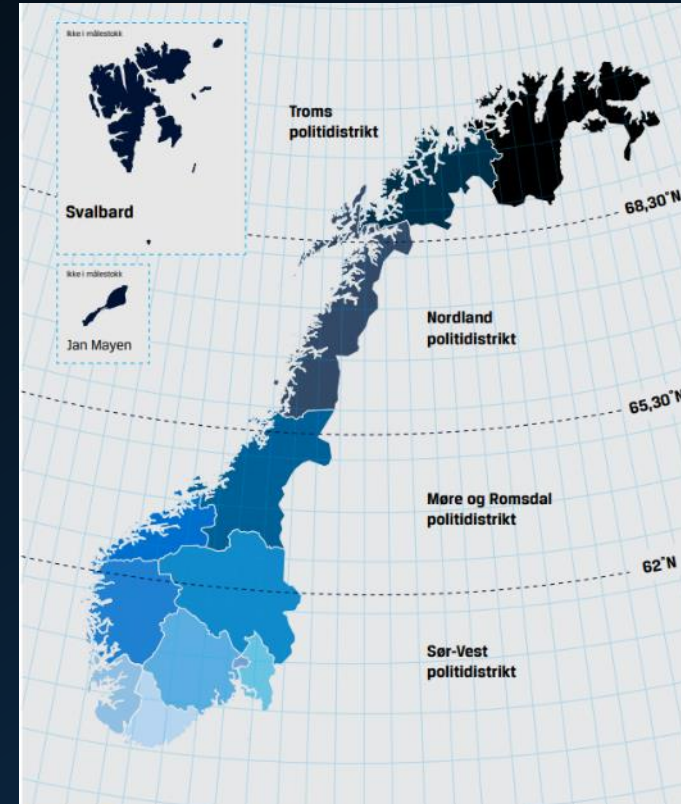 Ikke i målestokk
Svalbard
Ikke i målestokk
Jan Mayen
Troms
politidistrikt
68,30°N
Nordland
politidistrikt
65,30°N
Møre og Romsdal
politidistrikt
62°N
Sør-Vest
politidistrikt